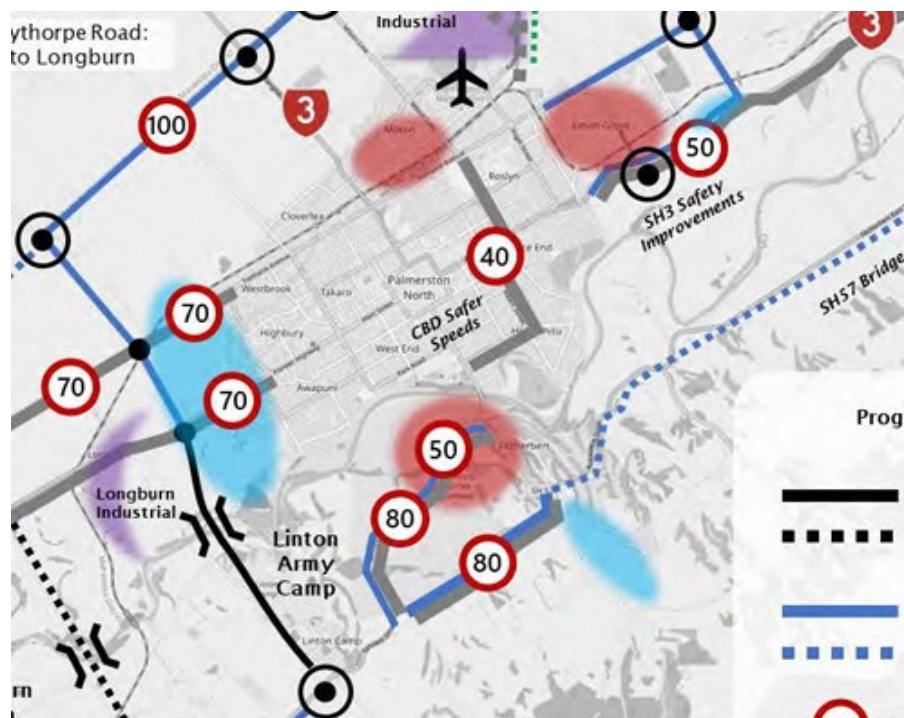 ythorpe Road:
to Longburn
Industrial
3
3
100
Milson
Kelvin Grove
50
Roslyn
SH3 Safety
Improvements
Cloverlea
40
Palmerston
North
Westbrook
Takaro
70
CBD Safer
Speeds
Highbury
West End
SH57 Bridge
70
70
Awapuni
Prog
50
Longburn
Industrial
80
Linton
Army
Camp
80
Linton Camp
rn